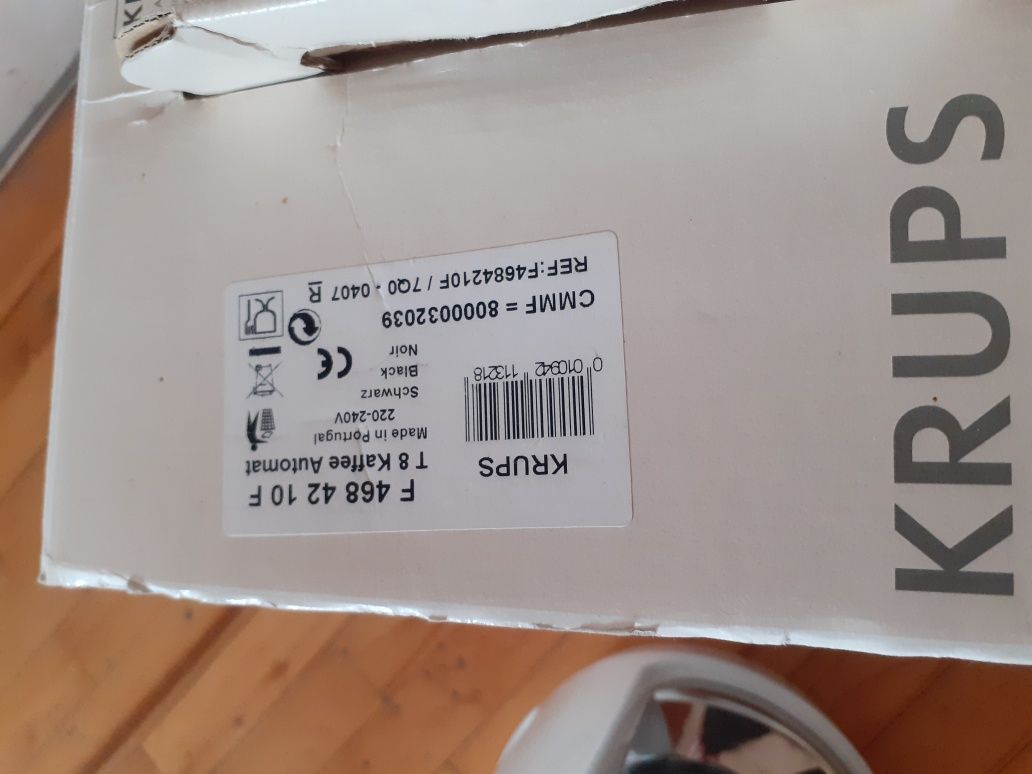 KRUPS
F 468 42 10 F
T 8 Kaffee Automat
Made in Portugal
220-240V
Schwarz
Black
Noir
KRUPS
0 010942 113218
CMMF = 8000032039
REF:F4684210F / 7Q0 - 0407 R